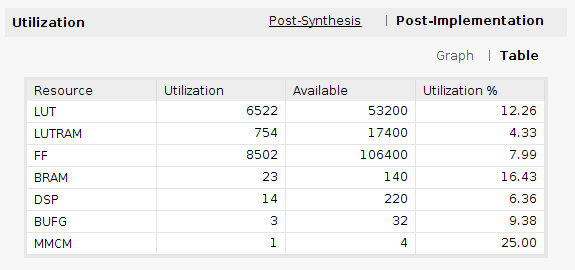 Utilization Post-Synthesis | Post-Implementation
Graph | Table
Resource Utilization Available Utilization %
LUT 6522 53200 12.26
LUTRAM 754 17400 4.33
FF 8502 106400 7.99
BRAM 23 140 16.43
DSP 14 220 6.36
BUFG 3 32 9.38
MMCM 1 4 25.00